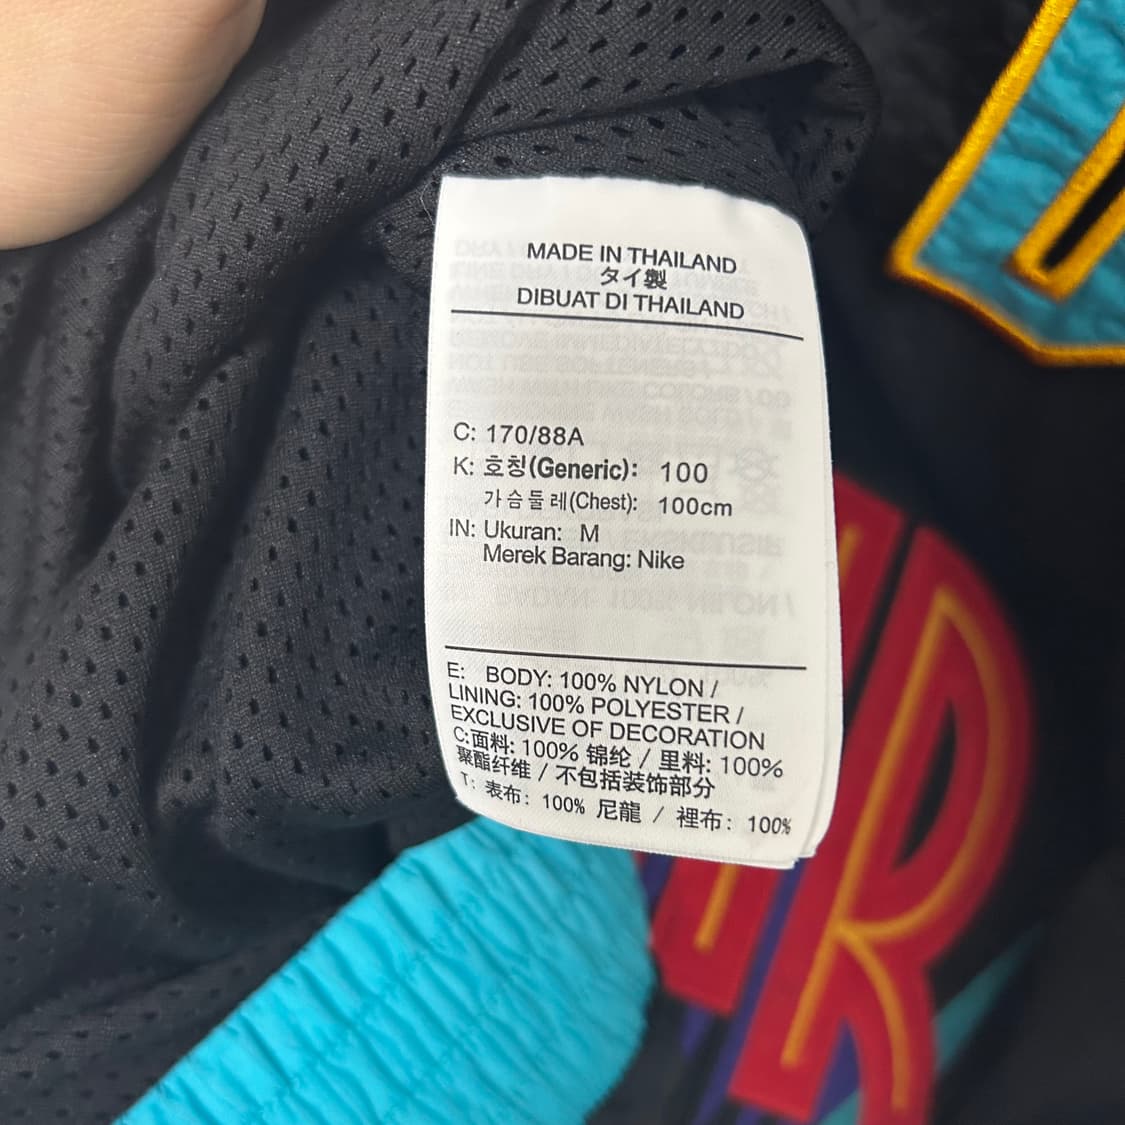 MADE IN THAILAND
タイ製
DIBUAT DI THAILAND
C: 170/88A
K: 호칭(Generic): 100
가슴둘레(Chest): 100cm
IN: Ukuran: M
Merek Barang: Nike
E: BODY: 100% NYLON /
LINING: 100% POLYESTER /
EXCLUSIVE OF DECORATION
C:面料: 100% 锦纶 / 里料: 100%
聚酯纤维 / 不包括装饰部分
T: 表布: 100% 尼龍 / 裡布: 100%